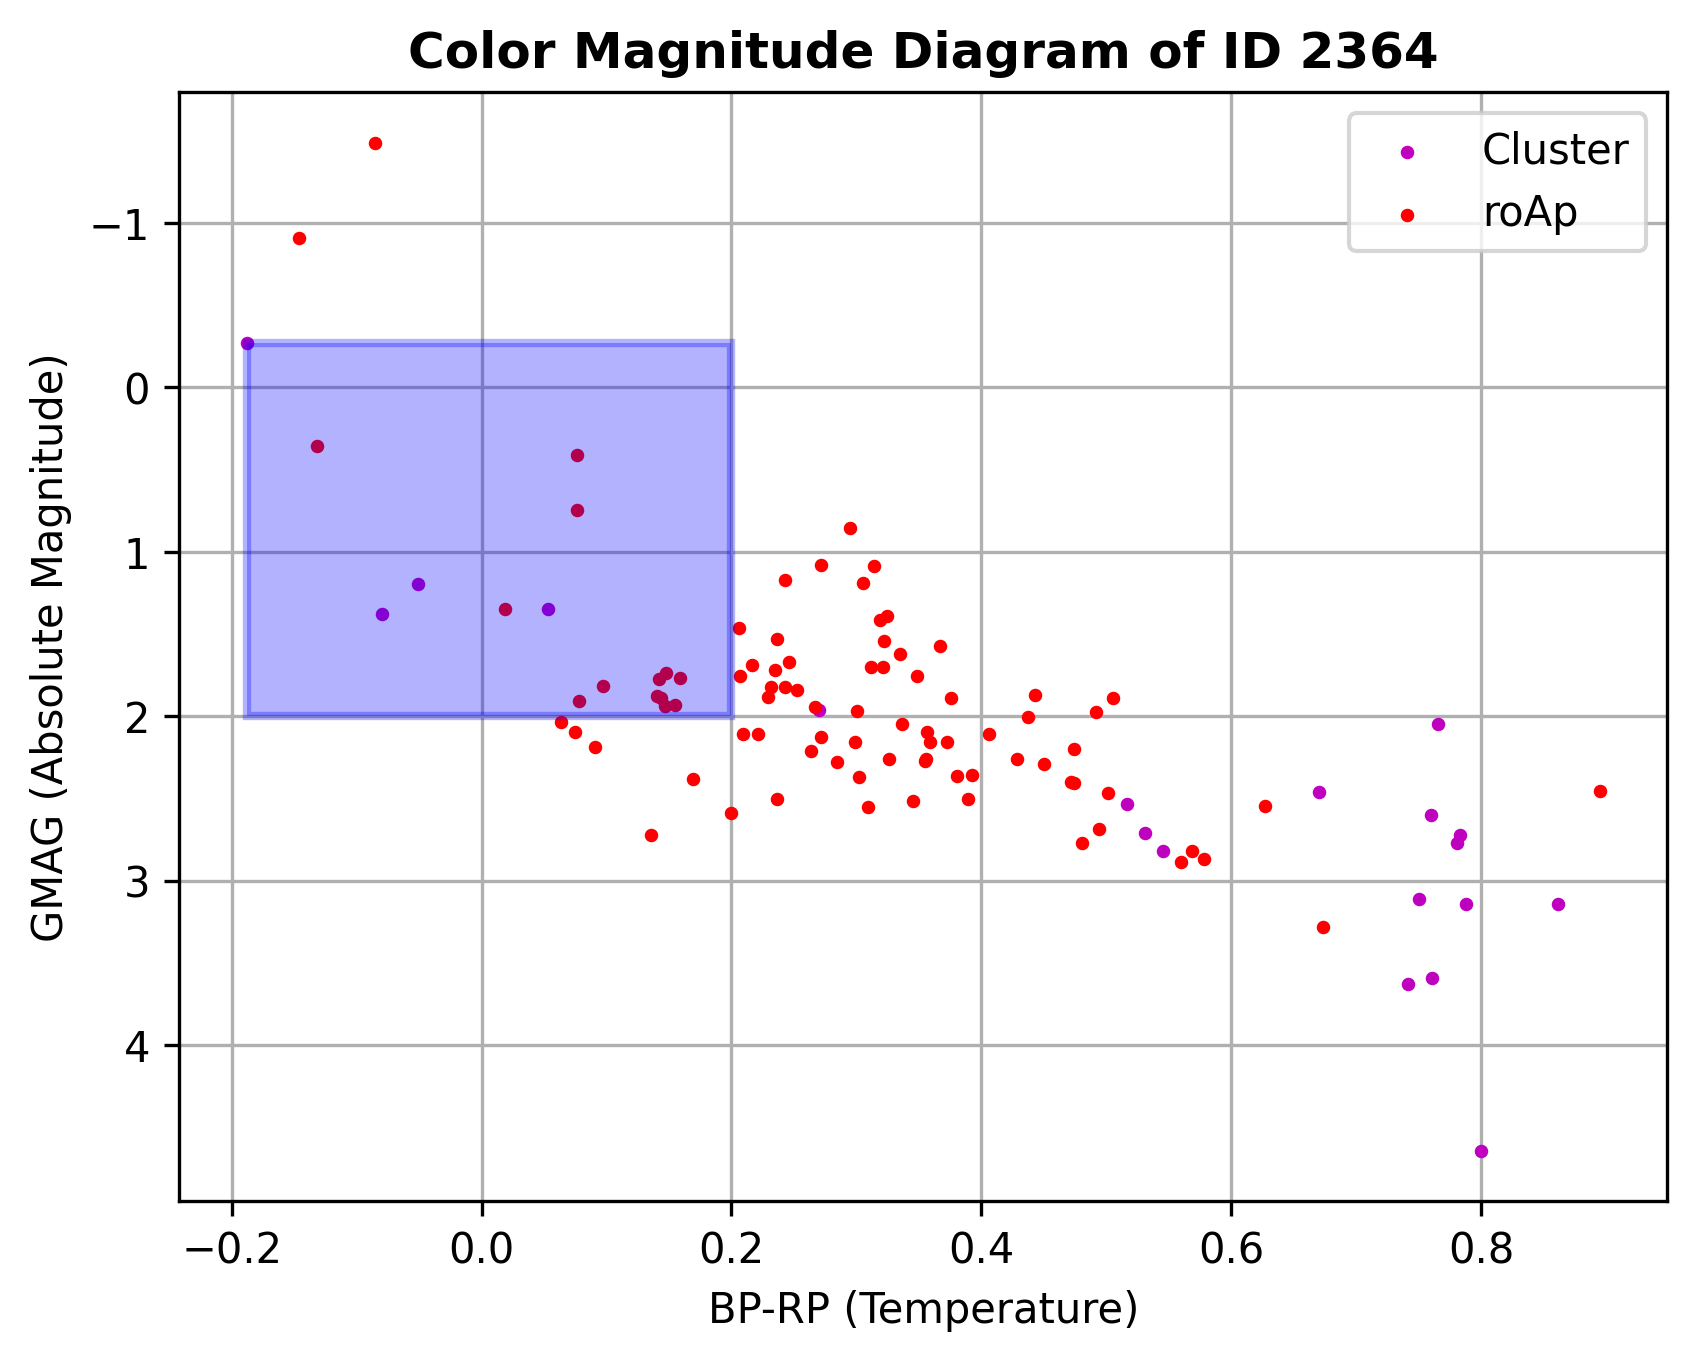 Color Magnitude Diagram of ID 2364
Cluster
roAp
GMAG (Absolute Magnitude)
−1
0
1
2
3
4
−0.2
0.0
0.2
0.4
0.6
0.8
BP-RP (Temperature)